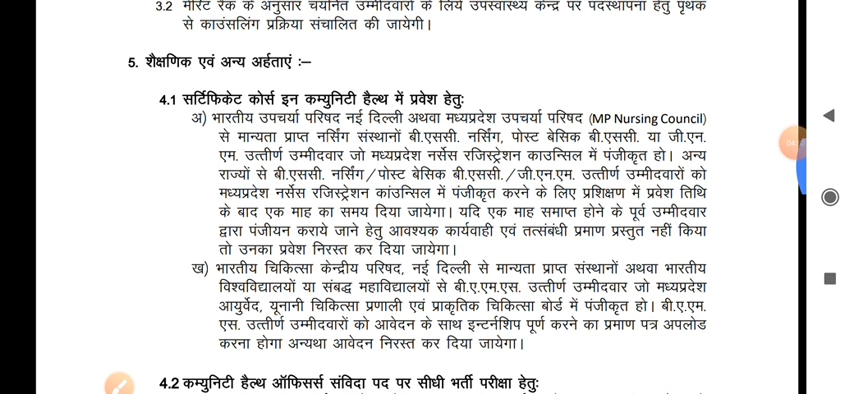 3.2 मेरिट रैंक के अनुसार चयनित उम्मीदवारों के लिये उपस्वास्थ्य केन्द्र पर पदस्थापना हेतु पृथक
से काउंसलिंग प्रक्रिया संचालित की जायेगी।
5. शैक्षणिक एवं अन्य अर्हताएं :–
4.1 सर्टिफिकेट कोर्स इन कम्युनिटी हैल्थ में प्रवेश हेतुः
अ) भारतीय उपचर्या परिषद नई दिल्ली अथवा मध्यप्रदेश उपचर्या परिषद (MP Nursing Council)
से मान्यता प्राप्त नर्सिंग संस्थानों बी.एससी. नर्सिंग, पोस्ट बेसिक बी.एससी. या जी.एन.
एम. उत्तीर्ण उम्मीदवार जो मध्यप्रदेश नर्सेस रजिस्ट्रेशन काउन्सिल में पंजीकृत हो। अन्य
राज्यों से बी.एससी. नर्सिंग/पोस्ट बेसिक बी.एससी./जी.एन.एम. उत्तीर्ण उम्मीदवारों को
मध्यप्रदेश नर्सेस रजिस्ट्रेशन कांउन्सिल में पंजीकृत करने के लिए प्रशिक्षण में प्रवेश तिथि
के बाद एक माह का समय दिया जायेगा। यदि एक माह समाप्त होने के पूर्व उम्मीदवार
द्वारा पंजीयन कराये जाने हेतु आवश्यक कार्यवाही एवं तत्संबंधी प्रमाण प्रस्तुत नहीं किया
तो उनका प्रवेश निरस्त कर दिया जायेगा।
ख) भारतीय चिकित्सा केन्द्रीय परिषद, नई दिल्ली से मान्यता प्राप्त संस्थानों अथवा भारतीय
विश्वविद्यालयों या संबद्ध महाविद्यालयों से बी.ए.एम.एस. उत्तीर्ण उम्मीदवार जो मध्यप्रदेश
आयुर्वेद, यूनानी चिकित्सा प्रणाली एवं प्राकृतिक चिकित्सा बोर्ड में पंजीकृत हो। बी.ए.एम.
एस. उत्तीर्ण उम्मीदवारों को आवेदन के साथ इन्टर्नशिप पूर्ण करने का प्रमाण पत्र अपलोड
करना होगा अन्यथा आवेदन निरस्त कर दिया जायेगा।
4.2 कम्युनिटी हैल्थ ऑफिसर्स संविदा पद पर सीधी भर्ती परीक्षा हेतुः